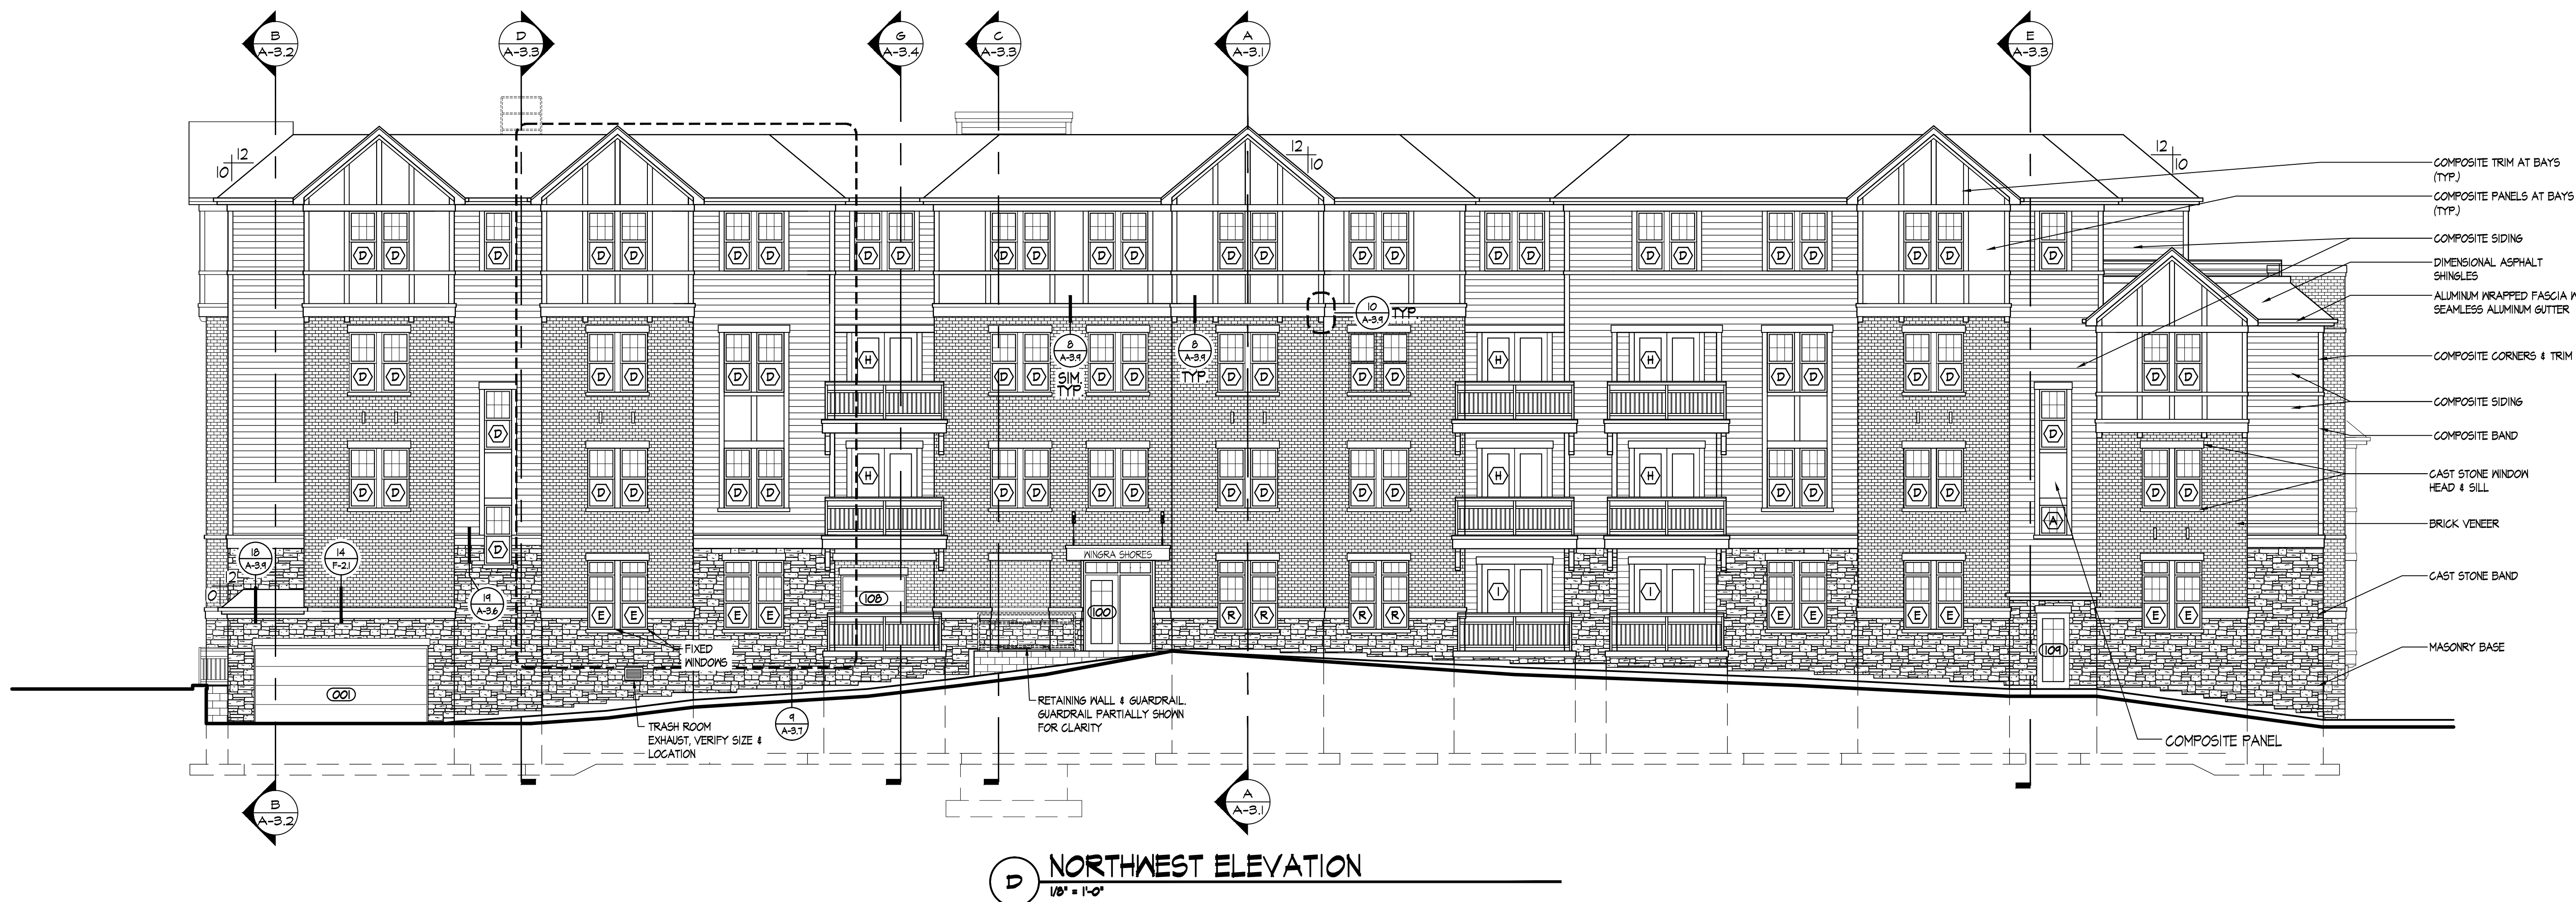 B
A-3.2
D
A-3.3
G
A-3.4
C
A-3.3
A
A-3.1
E
A-3.3
12
10
12
10
12
10
COMPOSITE TRIM AT BAYS
(TYP.)
COMPOSITE PANELS AT BAYS
(TYP.)
COMPOSITE SIDING
DIMENSIONAL ASPHALT
SHINGLES
ALUMINUM WRAPPED FASCIA W
SEAMLESS ALUMINUM GUTTER
COMPOSITE CORNERS & TRIM
COMPOSITE SIDING
COMPOSITE BAND
CAST STONE WINDOW
HEAD & SILL
BRICK VENEER
CAST STONE BAND
MASONRY BASE
COMPOSITE PANEL
D D D D D D D D D D D D D D D D D D D D D D D D D
10
A-3.9
TYP.
8
A-3.9
SIM.
TYP.
8
A-3.9
TYP.
D D D D D D H D D D D D D D D H H D D D D D D
D D
D D D D D D H D D D D D D D D H H D D D D D D A
D
18
A-3.9
14
F-2.1
12
0
19
A-3.6
WINGRA SHORES
E E E E 108 100 R R R R I I E E E E E E
109
001
FIXED
WINDOWS
TRASH ROOM
EXHAUST, VERIFY SIZE &
LOCATION
9
A-3.7
RETAINING WALL & GUARDRAIL.
GUARDRAIL PARTIALLY SHOWN
FOR CLARITY
B
A-3.2
A
A-3.1
D
NORTHWEST ELEVATION
1/8" = 1'-0"